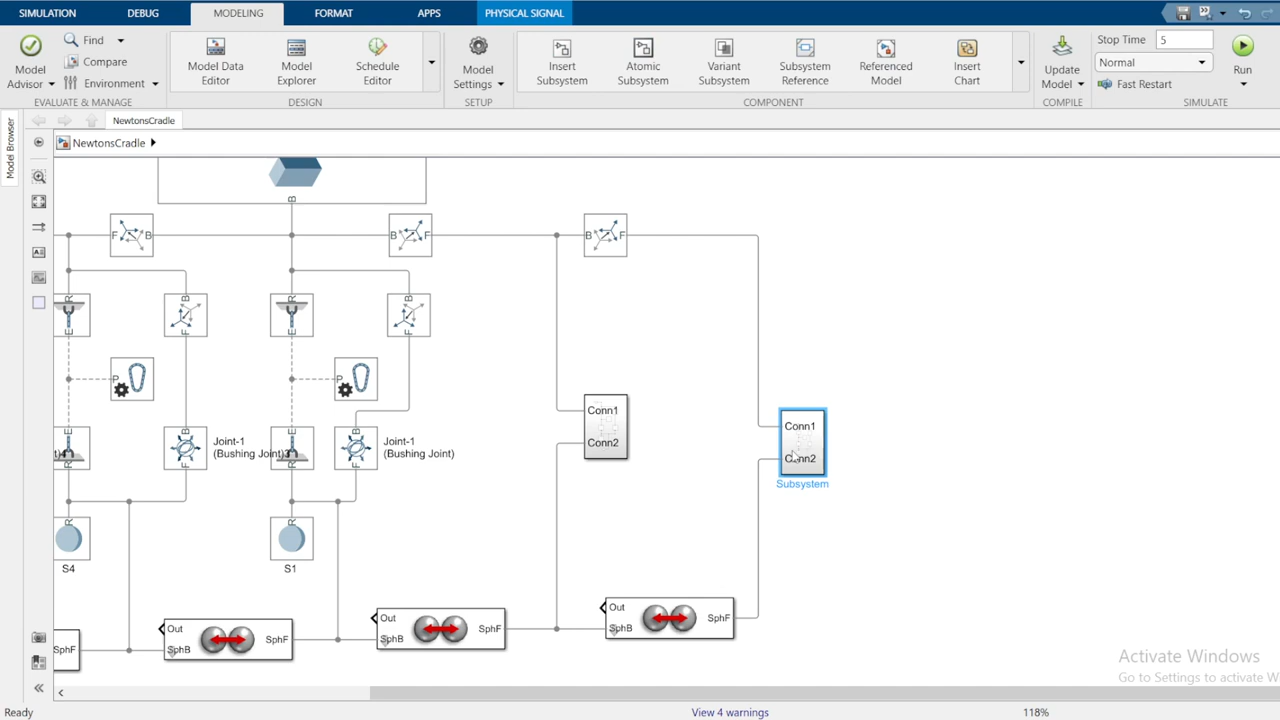 SIMULATION DEBUG MODELING FORMAT APPS PHYSICAL SIGNAL
Find
Compare
Environment
Model Advisor
EVALUATE & MANAGE
Model Data Editor
Model Explorer
Schedule Editor
DESIGN
Model Settings
SETUP
Insert Subsystem
Atomic Subsystem
Variant Subsystem
Subsystem Reference
Referenced Model
Insert Chart
COMPONENT
Update Model
COMPILE
Stop Time 5
Normal
Fast Restart
Run
SIMULATE
Model Browser
NewtonsCradle
NewtonsCradle
B
F B
B F
B F
R B R B
E F E F
P P
Conn1
Conn2
Conn1
Conn2
Subsystem
B B
Joint-1
(Bushing Joint)
Joint-1
(Bushing Joint)
R F R F
R R
S4
S1
SphF
Out
SphB SphF
Out
SphB SphF
Out
SphB SphF
Activate Windows
Go to Settings to activate W
Ready
View 4 warnings
118%